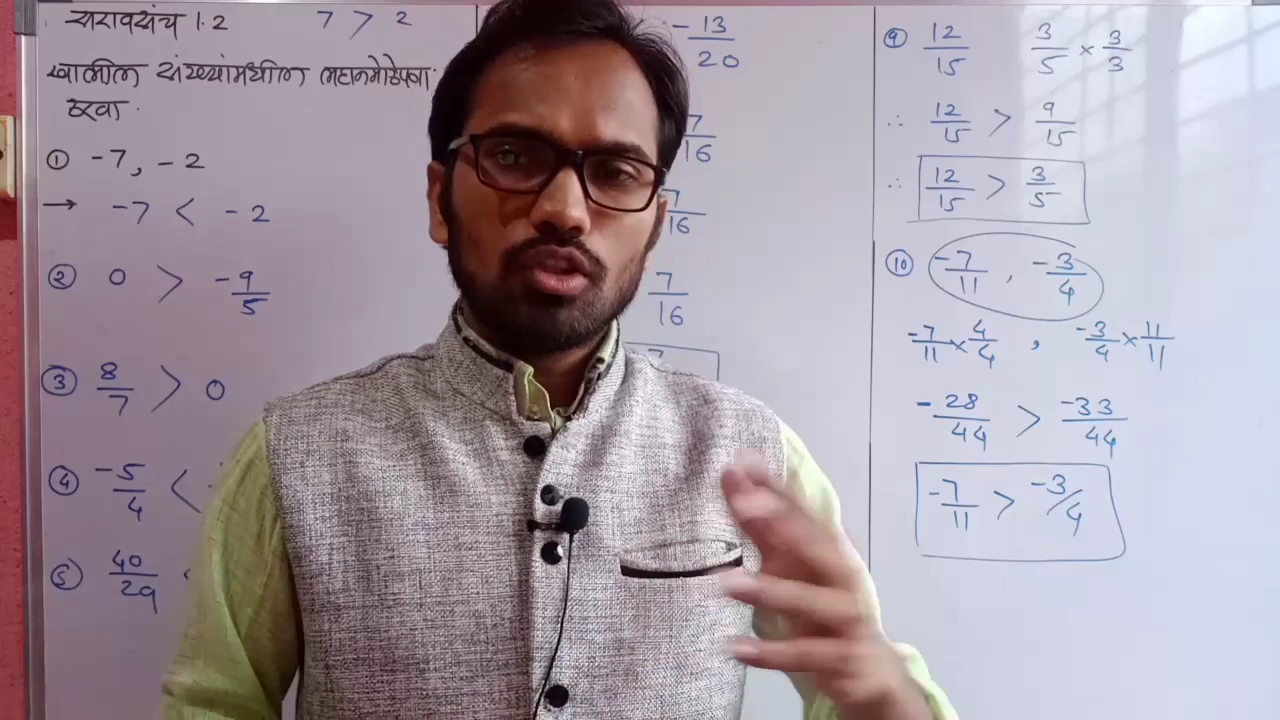 सरावसंच 1.2 7 > 2
खालील संख्यांमधील लहानमोठेपणा
ठरवा.
① -7, -2
→ -7 < -2
② 0 > -9/5
③ 8/7 > 0
④ -5/4 <
40/29
-13/20
7/16
7/16
7/16
⑨ 12/15 3/5 × 3/3
∴ 12/15 > 9/15
∴ 12/15 > 3/5
⑩ -7/11 , -3/4
-7/11 × 4/4 , -3/4 × 11/11
-28/44 > -33/44
-7/11 > -3/4